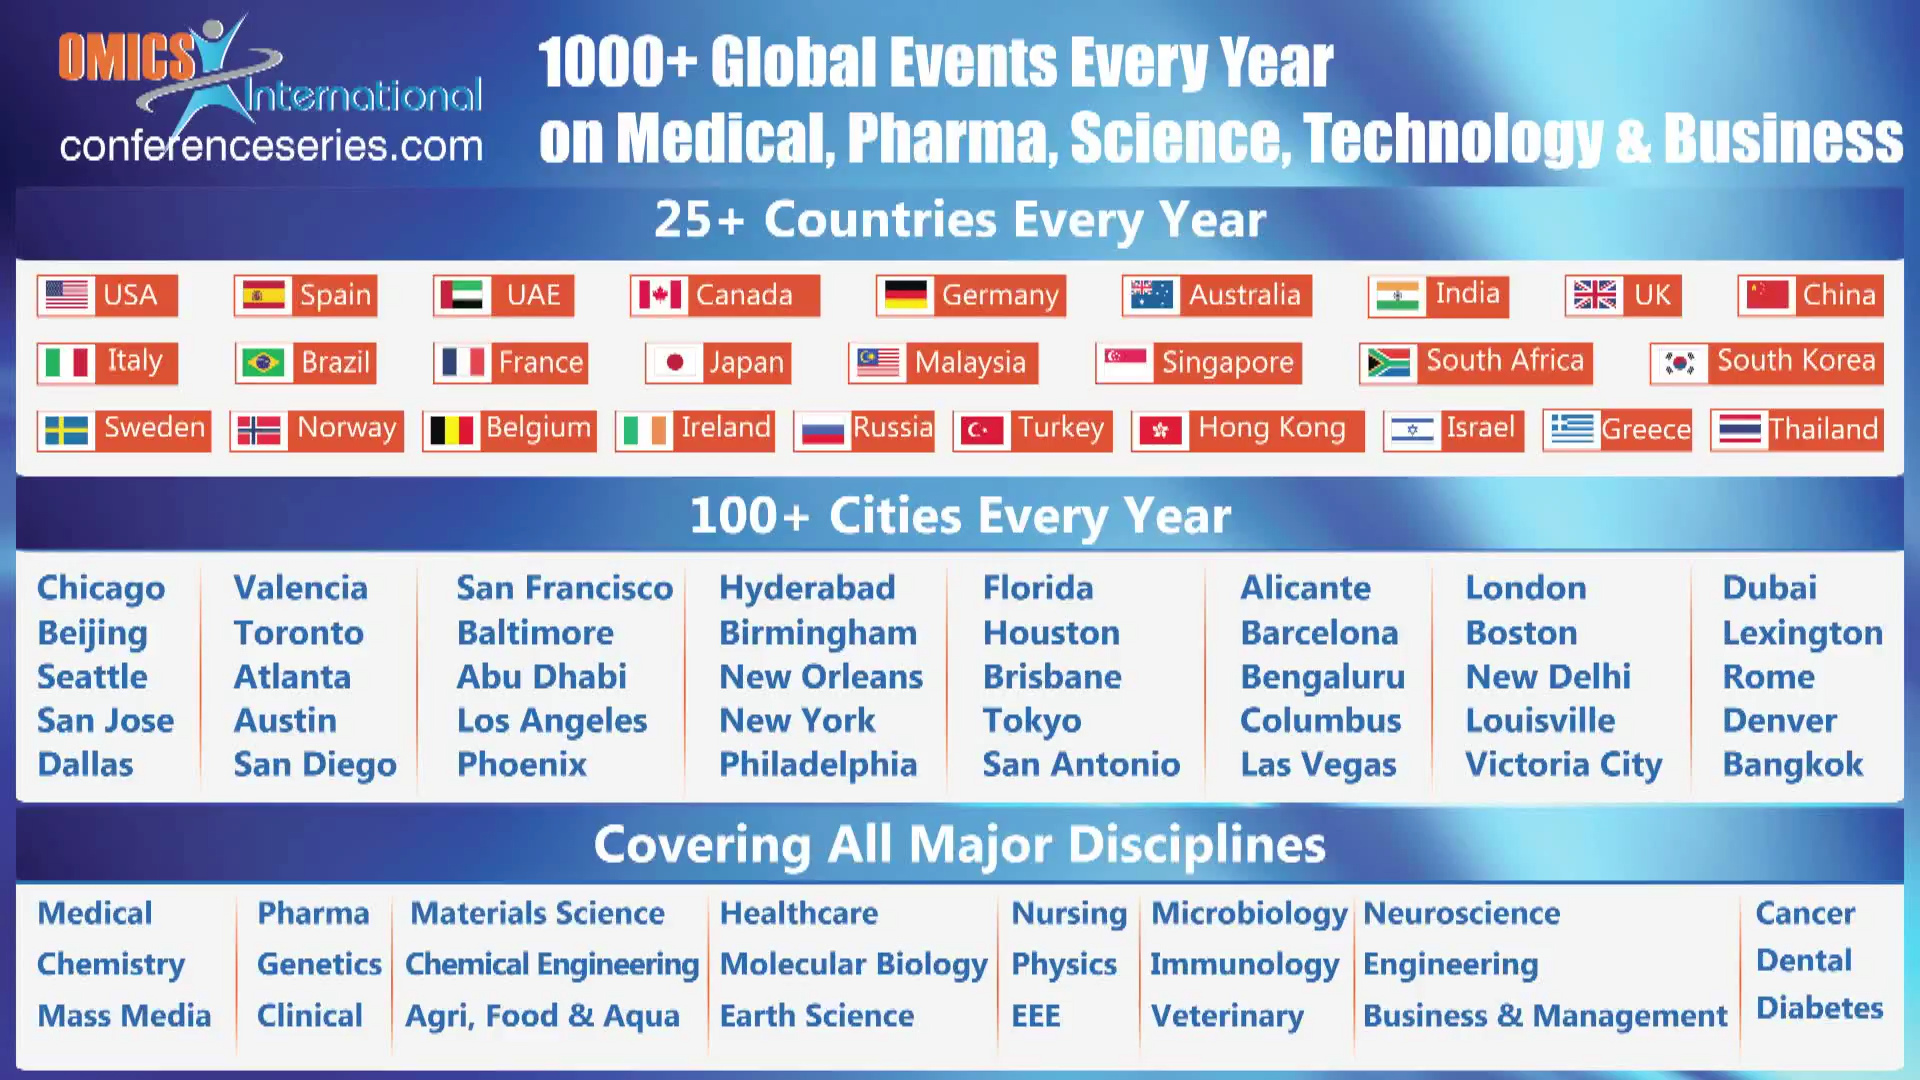 OMICS International
conferenceseries.com
1000+ Global Events Every Year
on Medical, Pharma, Science, Technology & Business
25+ Countries Every Year
USA Spain UAE Canada Germany Australia India UK China
Italy Brazil France Japan Malaysia Singapore South Africa South Korea
Sweden Norway Belgium Ireland Russia Turkey Hong Kong Israel Greece Thailand
100+ Cities Every Year
Chicago Valencia San Francisco Hyderabad Florida Alicante London Dubai
Beijing Toronto Baltimore Birmingham Houston Barcelona Boston Lexington
Seattle Atlanta Abu Dhabi New Orleans Brisbane Bengaluru New Delhi Rome
San Jose Austin Los Angeles New York Tokyo Columbus Louisville Denver
Dallas San Diego Phoenix Philadelphia San Antonio Las Vegas Victoria City Bangkok
Covering All Major Disciplines
Medical Pharma Materials Science Healthcare Nursing Microbiology Neuroscience Cancer
Chemistry Genetics Chemical Engineering Molecular Biology Physics Immunology Engineering Dental
Mass Media Clinical Agri, Food & Aqua Earth Science EEE Veterinary Business & Management Diabetes